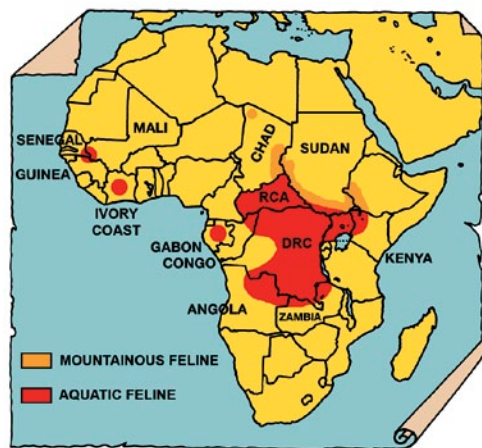 SENEGAL
MALI
CHAD
SUDAN
GUINEA
RCA
IVORY
COAST
GABON
CONGO
DRC
KENYA
ANGOLA
ZAMBIA
MOUNTAINOUS FELINE
AQUATIC FELINE